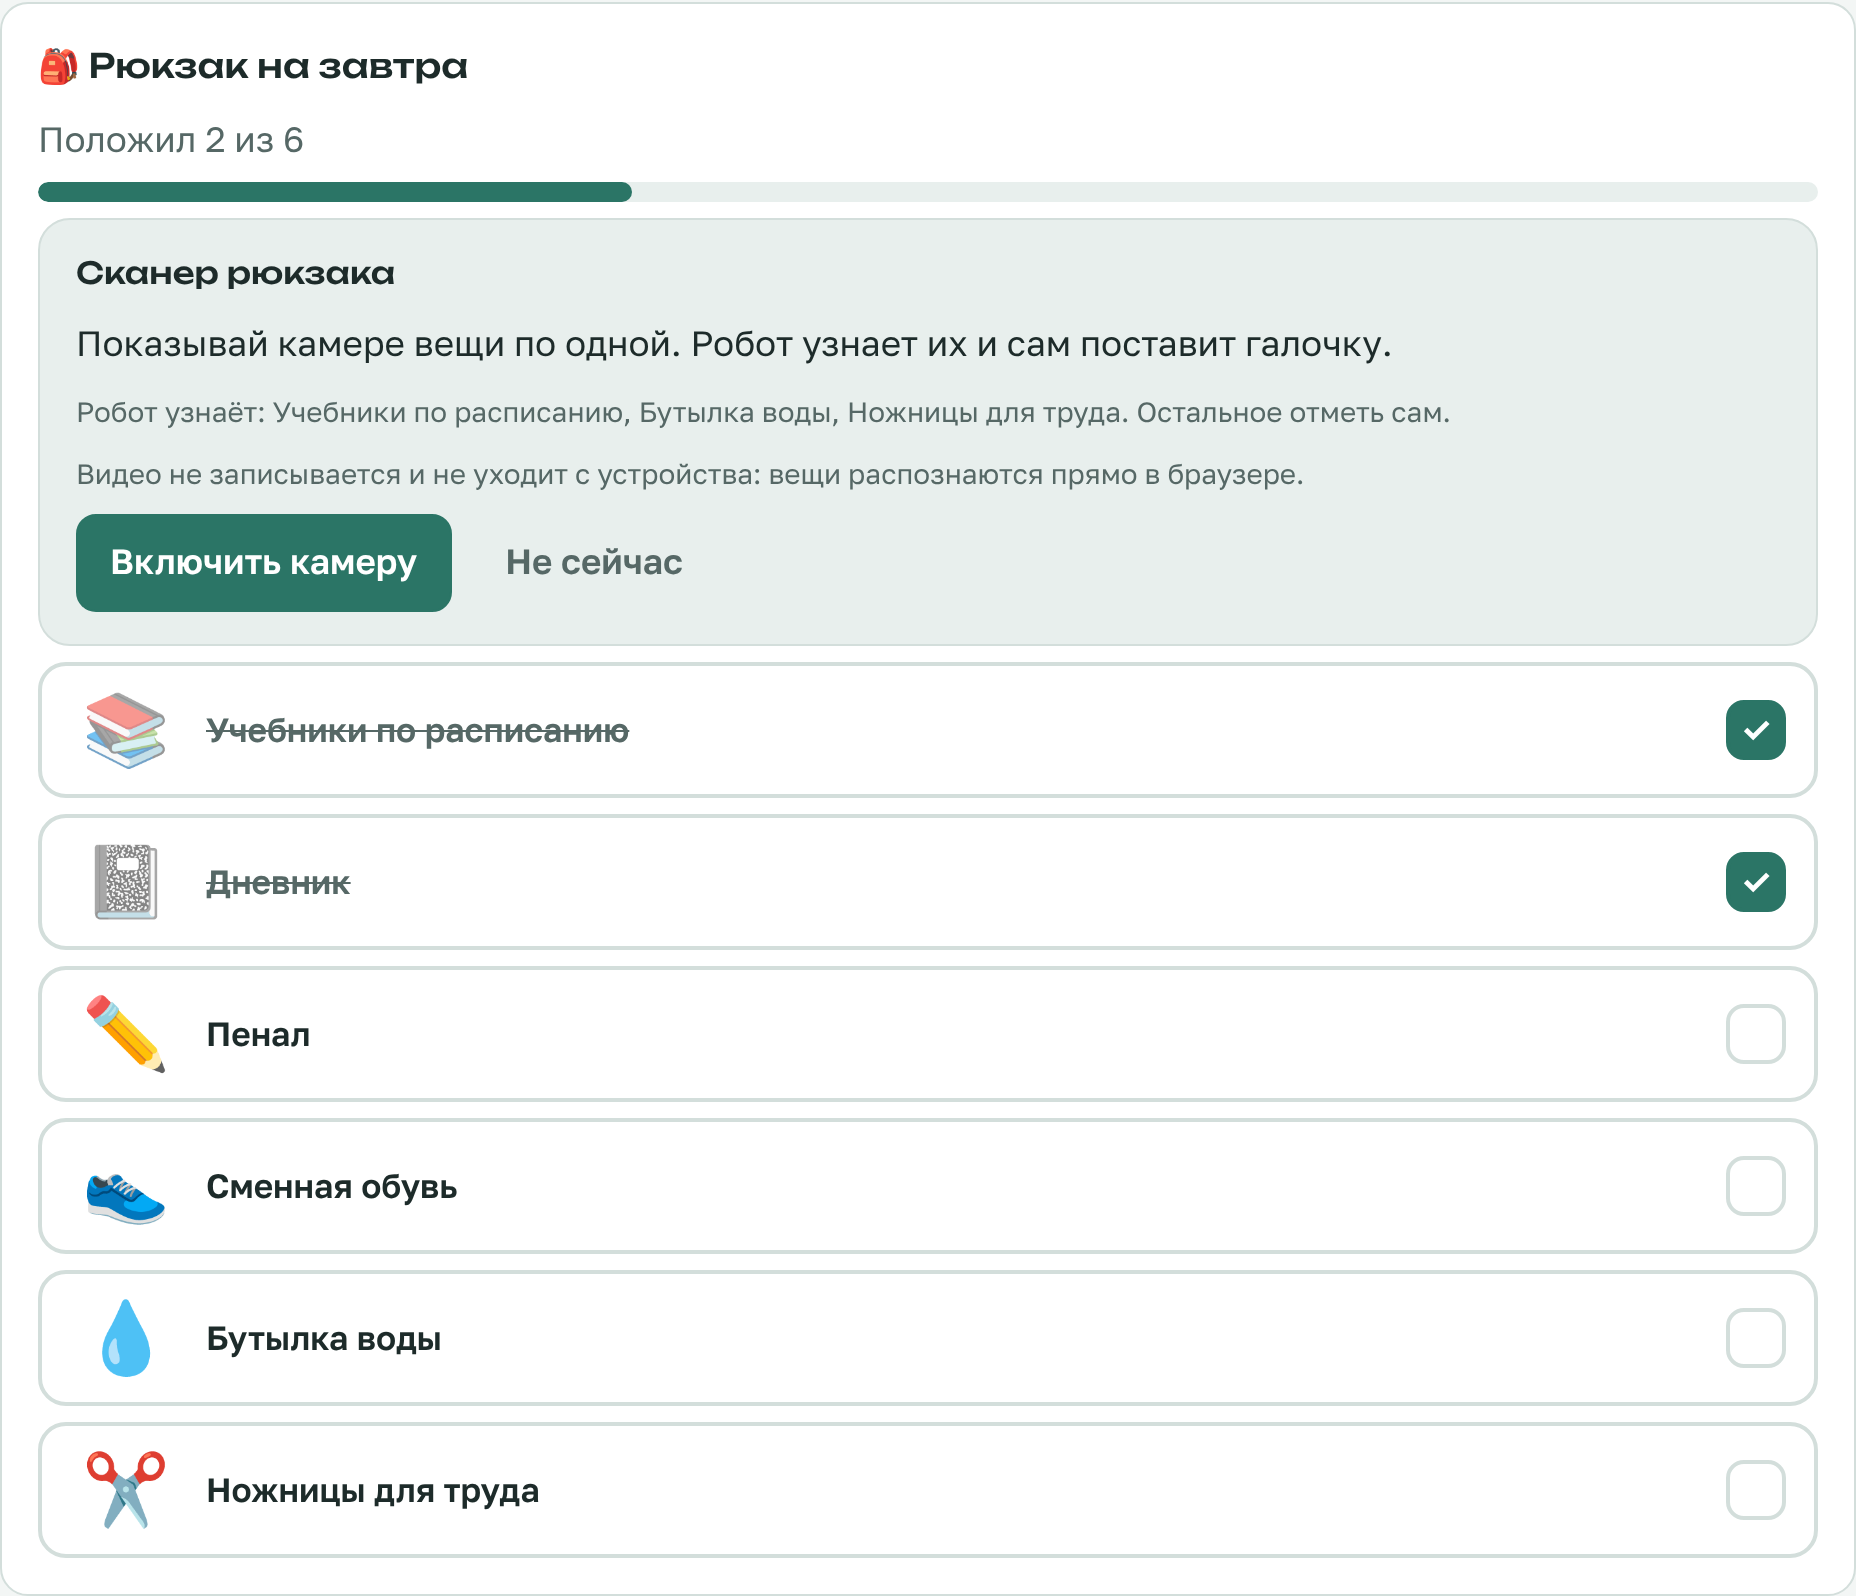 Рюкзак на завтра
Положил 2 из 6
Сканер рюкзака
Показывай камере вещи по одной. Робот узнает их и сам поставит галочку.
Робот узнаёт: Учебники по расписанию, Бутылка воды, Ножницы для труда. Остальное отметь сам.
Видео не записывается и не уходит с устройства: вещи распознаются прямо в браузере.
Включить камеру
Не сейчас
Учебники по расписанию
Дневник
Пенал
Сменная обувь
Бутылка воды
Ножницы для труда